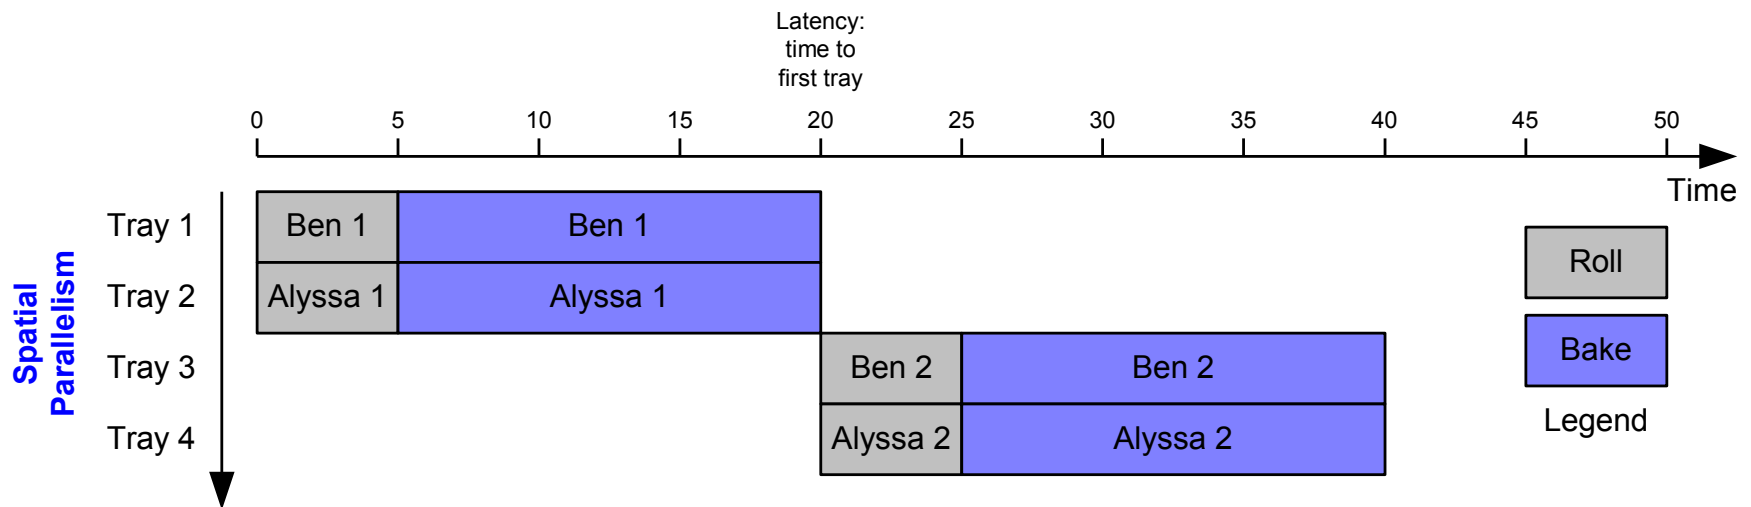 Latency:
time to
first tray
0 5 10 15 20 25 30 35 40 45 50
Time
Spatial
Parallelism
Tray 1 Ben 1 Ben 1
Tray 2 Alyssa 1 Alyssa 1
Tray 3 Ben 2 Ben 2
Tray 4 Alyssa 2 Alyssa 2
Roll
Bake
Legend